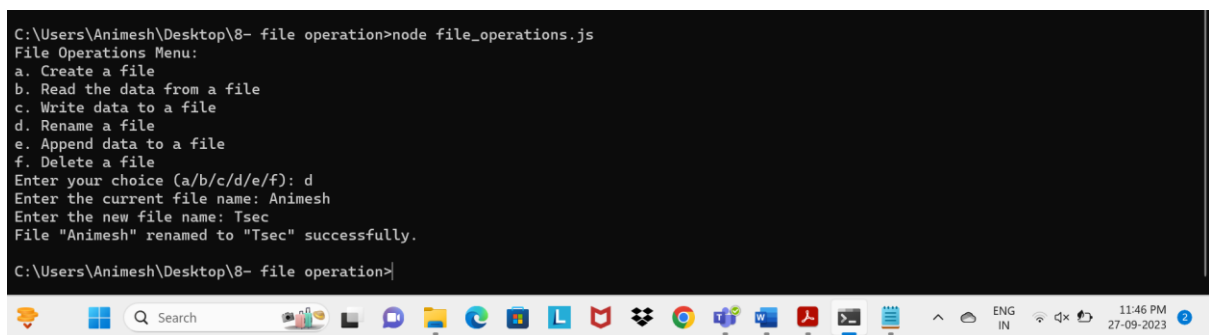 C:\Users\Animesh\Desktop\8- file operation>node file_operations.js
File Operations Menu:
a. Create a file
b. Read the data from a file
c. Write data to a file
d. Rename a file
e. Append data to a file
f. Delete a file
Enter your choice (a/b/c/d/e/f): d
Enter the current file name: Animesh
Enter the new file name: Tsec
File "Animesh" renamed to "Tsec" successfully.
C:\Users\Animesh\Desktop\8- file operation>
Search
ENG
IN
11:46 PM
27-09-2023
2